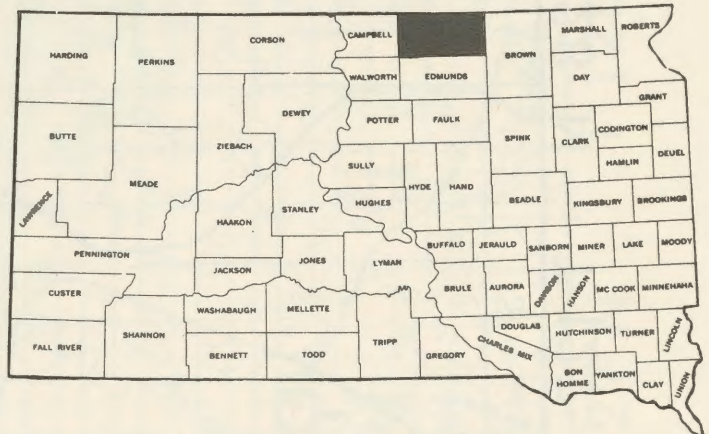 HARDING
PERKINS
CORSON
CAMPBELL
BROWN
MARSHALL
ROBERTS
WALWORTH
EDMUNDS
DAY
GRANT
BUTTE
DEWEY
ZIEBACH
POTTER
FAULK
SPINK
CLARK
CODINGTON
HAMLIN
DEUEL
MEADE
SULLY
HYDE
HAND
LAWRENCE
HAAKON
STANLEY
HUGHES
BEADLE
KINGSBURY
BROOKINGS
PENNINGTON
JACKSON
JONES
LYMAN
BUFFALO
JERAULD
SANBORN
MINER
LAKE
MOODY
CUSTER
WASHABAUGH
MELLETTE
BRULE
AURORA
DAVISON
HANSON
MC COOK
MINNEHAHA
FALL RIVER
SHANNON
BENNETT
TODD
TRIPP
GREGORY
CHARLES MIX
DOUGLAS
HUTCHINSON
TURNER
LINCOLN
BON
HOMME
YANKTON
CLAY
UNION